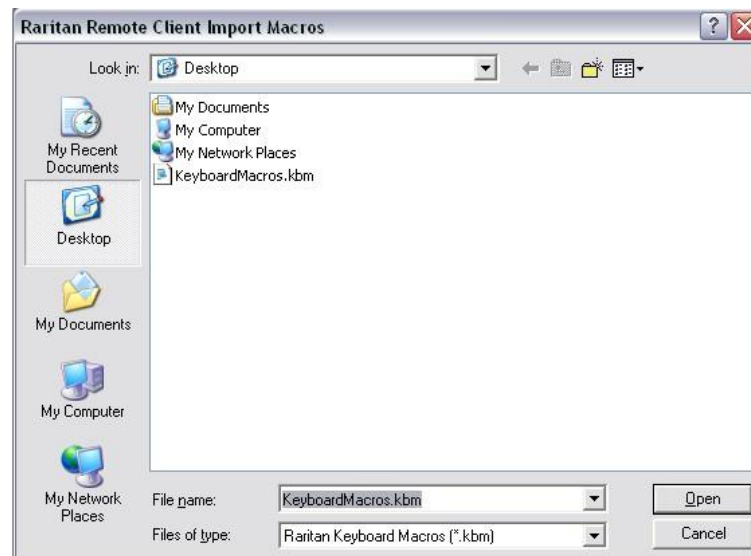 Raritan Remote Client Import Macros
Look in:
Desktop
My Documents
My Computer
My Network Places
KeyboardMacros.kbm
My Recent
Documents
Desktop
My Documents
My Computer
My Network
Places
File name:
KeyboardMacros.kbm
Open
Files of type:
Raritan Keyboard Macros (*.kbm)
Cancel